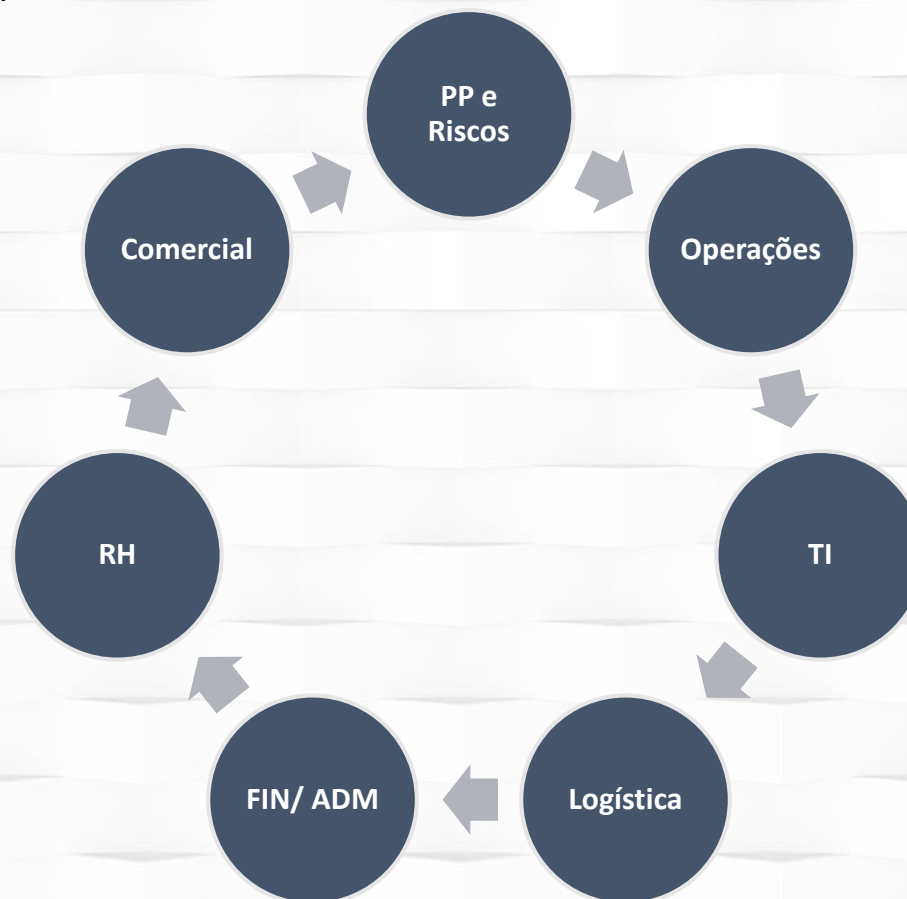 PP e
Riscos
Operações
TI
Logística
FIN/ ADM
RH
Comercial